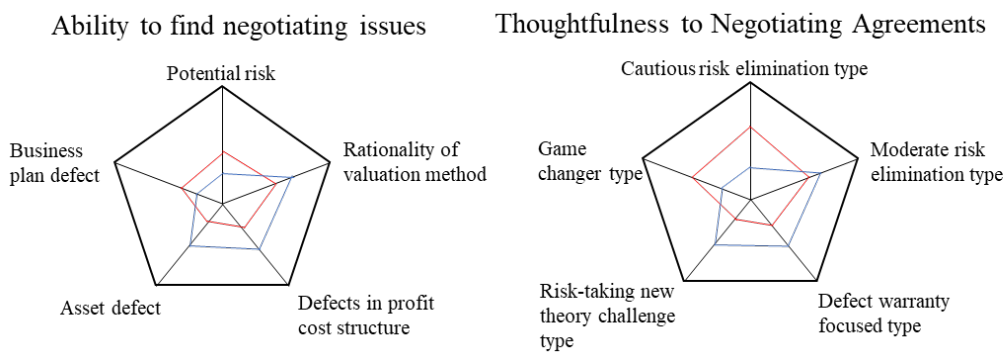 Ability to find negotiating issues
Potential risk
Business
plan defect
Rationality of
valuation method
Asset defect
Defects in profit
cost structure
Thoughtfulness to Negotiating Agreements
Cautious risk elimination type
Game
changer type
Moderate risk
elimination type
Risk-taking new
theory challenge
type
Defect warranty
focused type